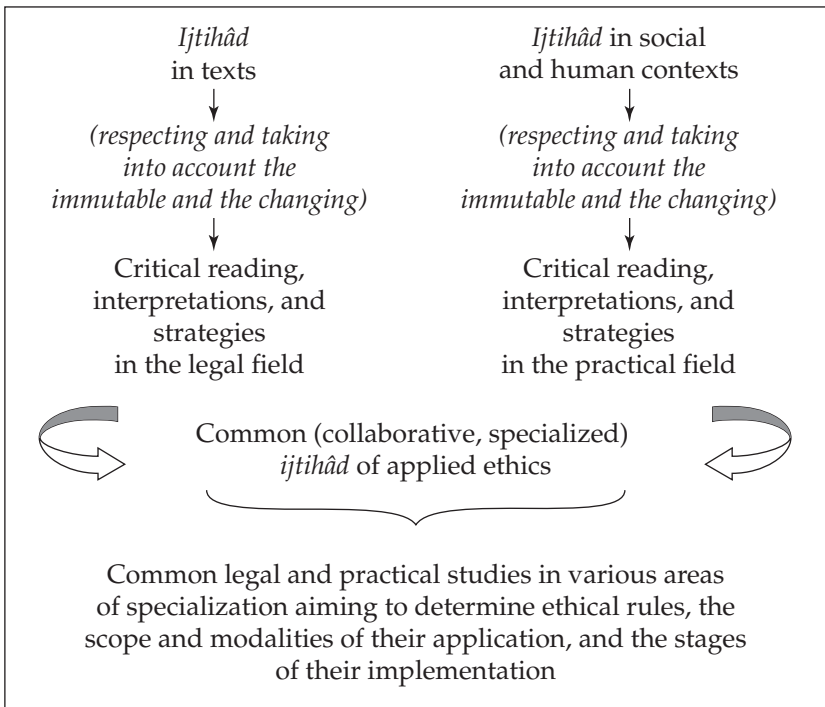 Ijtihâd
in texts
(respecting and taking
into account the
immutable and the changing)
Critical reading,
interpretations, and
strategies
in the legal field
Ijtihâd in social
and human contexts
(respecting and taking
into account the
immutable and the changing)
Critical reading,
interpretations, and
strategies
in the practical field
Common (collaborative, specialized)
ijtihâd of applied ethics
Common legal and practical studies in various areas
of specialization aiming to determine ethical rules, the
scope and modalities of their application, and the stages
of their implementation